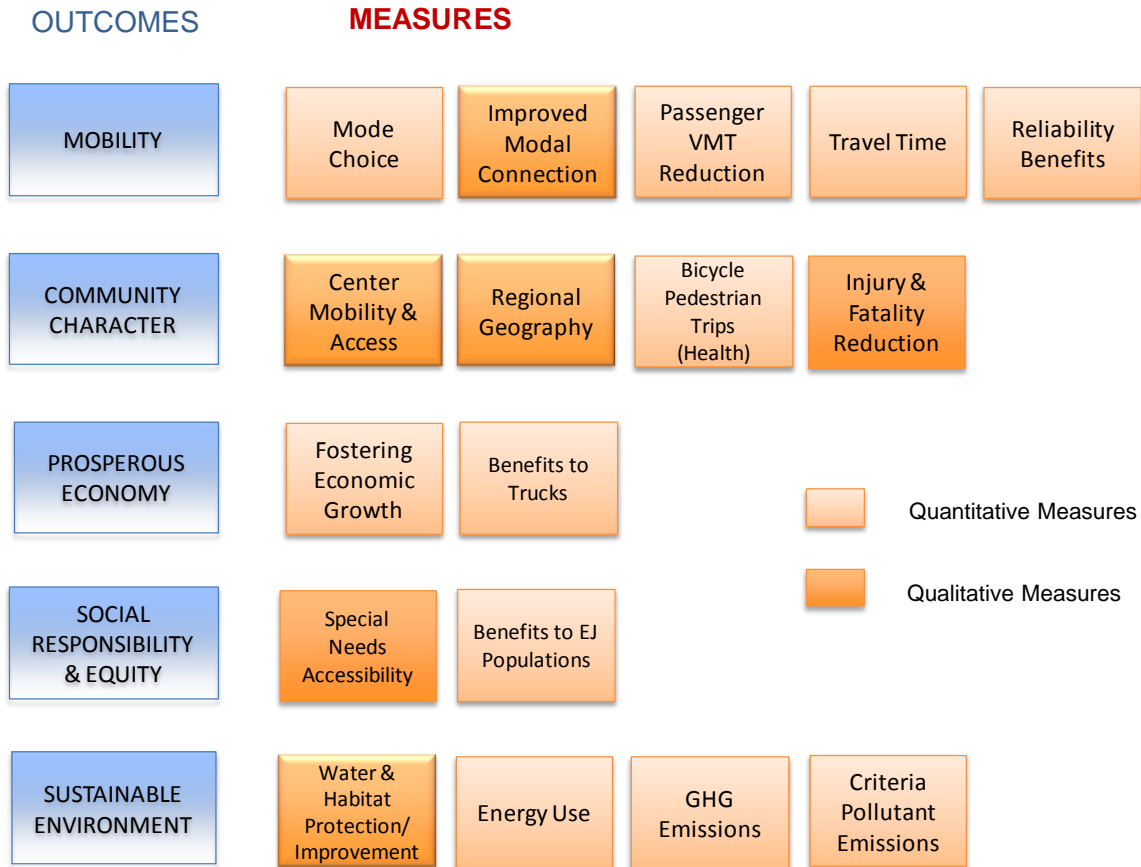 OUTCOMES
MEASURES
MOBILITY
Mode
Choice
Improved
Modal
Connection
Passenger
VMT
Reduction
Travel Time
Reliability
Benefits
COMMUNITY
CHARACTER
Center
Mobility &
Access
Regional
Geography
Bicycle
Pedestrian
Trips
(Health)
Injury &
Fatality
Reduction
PROSPEROUS
ECONOMY
Fostering
Economic
Growth
Benefits to
Trucks
Quantitative Measures
Qualitative Measures
SOCIAL
RESPONSIBILITY
& EQUITY
Special
Needs
Accessibility
Benefits to EJ
Populations
SUSTAINABLE
ENVIRONMENT
Water &
Habitat
Protection/
Improvement
Energy Use
GHG
Emissions
Criteria
Pollutant
Emissions